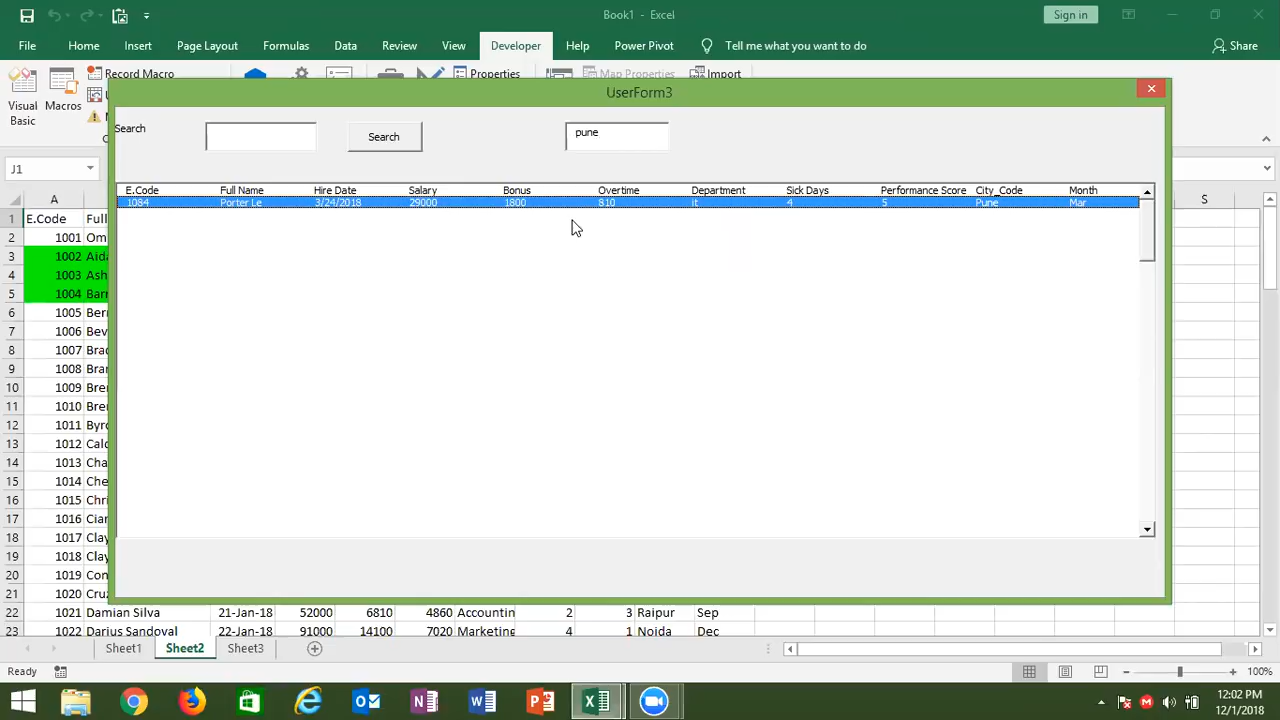 Book1 - Excel
Sign in
File Home Insert Page Layout Formulas Data Review View Developer Help Power Pivot Tell me what you want to do Share
Record Macro Properties Map Properties Import
Visual Basic Macros
UserForm3
Search Search pune
J1
E.Code Full Name Hire Date Salary Bonus Overtime Department Sick Days Performance Score City_Code Month
1084 Porter Le 3/24/2018 29000 1800 810 it 4 5 Pune Mar
A S
1 E.Code Full
2 1001 Om
3 1002 Aida
4 1003 Ash
5 1004 Barr
6 1005 Ber
7 1006 Bev
8 1007 Brad
9 1008 Bran
10 1009 Bre
11 1010 Bre
12 1011 Byro
13 1012 Calc
14 1013 Cha
15 1014 Che
16 1015 Chri
17 1016 Cian
18 1017 Clay
19 1018 Clay
20 1019 Con
21 1020 Cruz
22 1021 Damian Silva 21-Jan-18 52000 6810 4860 Accountin 2 3 Raipur Sep
23 1022 Darius Sandoval 22-Jan-18 91000 14100 7020 Marketing 4 1 Noida Dec
Sheet1 Sheet2 Sheet3
Ready 100%
12:02 PM
12/1/2018